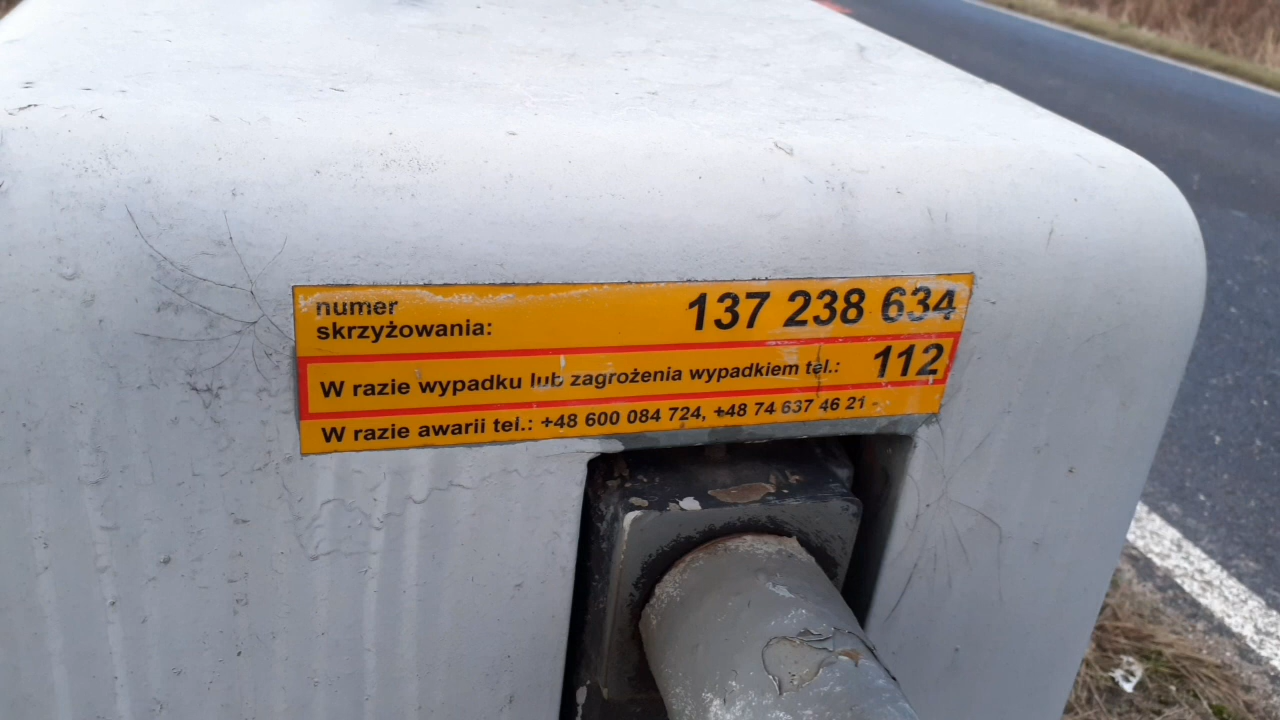 numer
skrzyżowania: 137 238 634
W razie wypadku lub zagrożenia wypadkiem tel.: 112
W razie awarii tel.: +48 600 084 724, +48 74 637 46 21